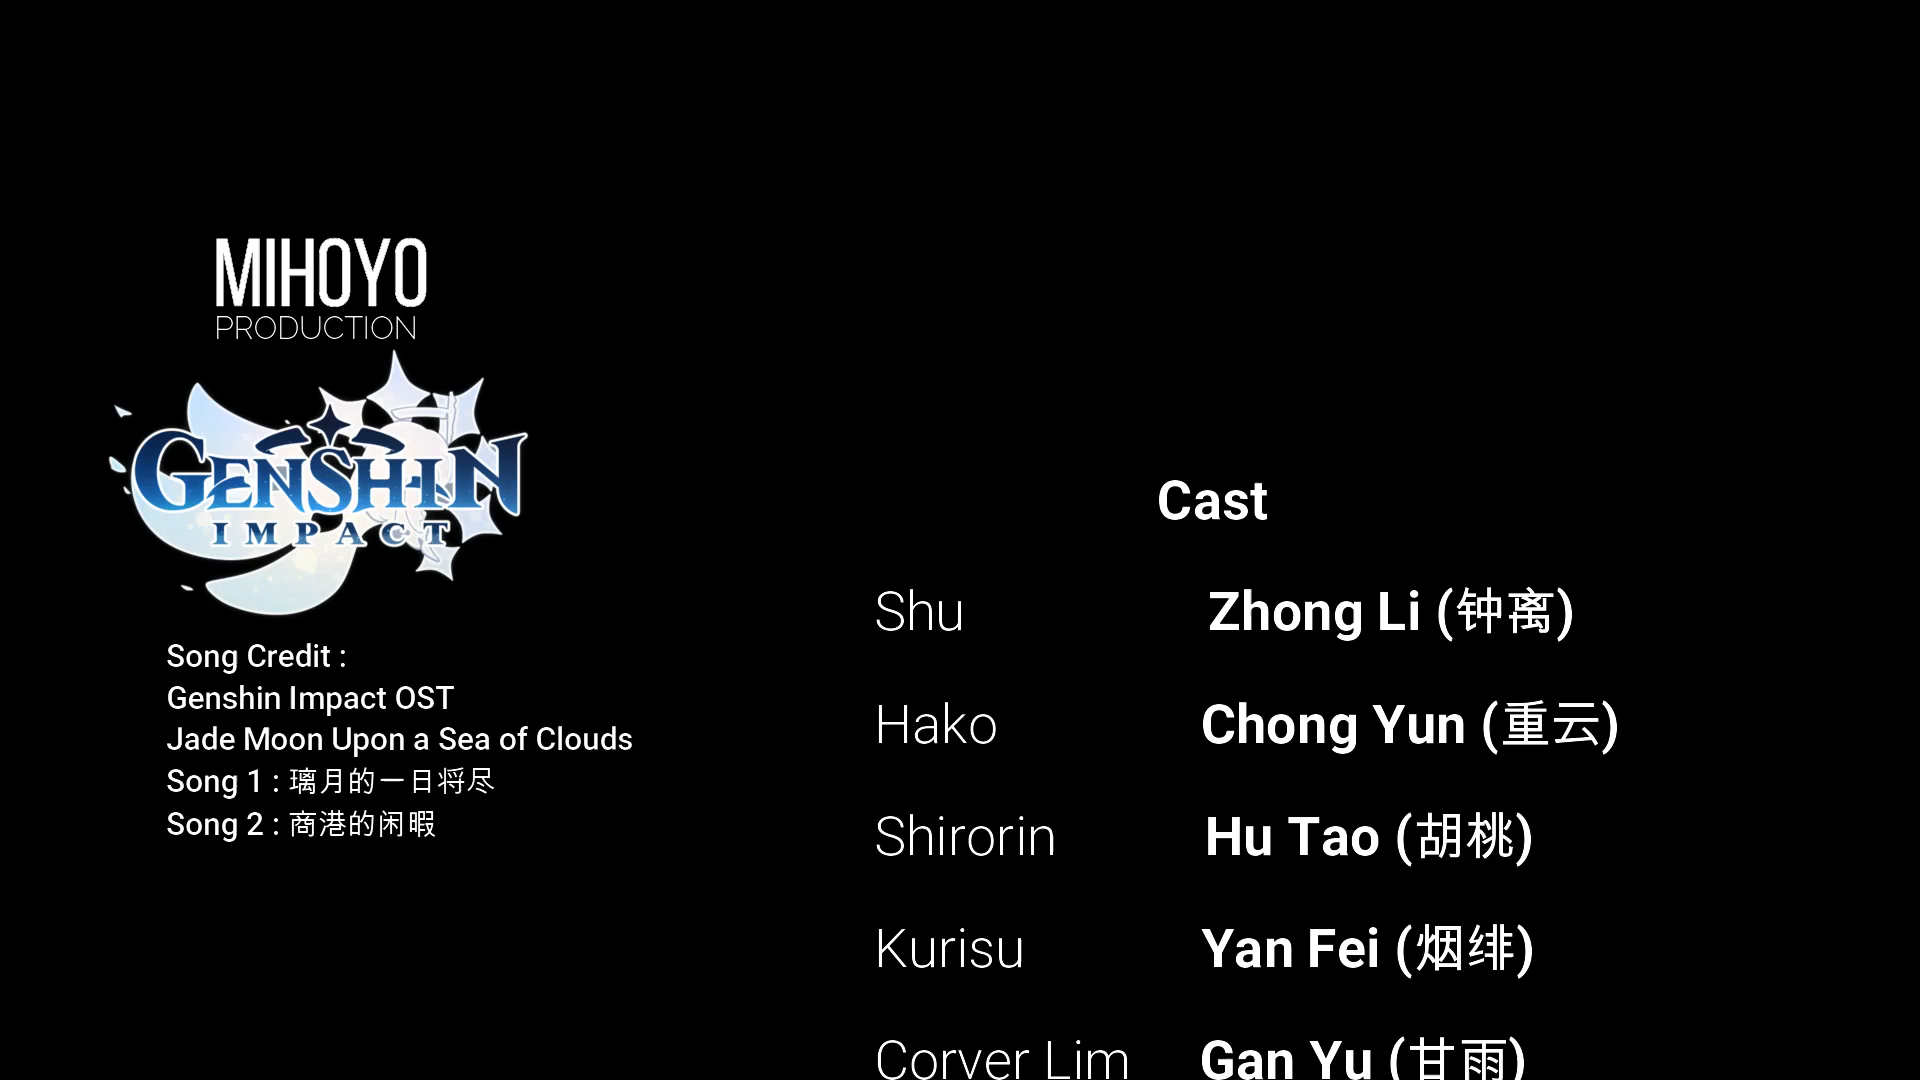 MIHOYO
PRODUCTION
GENSHIN
IMPACT
Song Credit :
Genshin Impact OST
Jade Moon Upon a Sea of Clouds
Song 1 : 璃月的一日将尽
Song 2 : 商港的闲暇
Cast
Shu Zhong Li (钟离)
Hako Chong Yun (重云)
Shirorin Hu Tao (胡桃)
Kurisu Yan Fei (烟绯)
Corver Lim Gan Yu (甘雨)